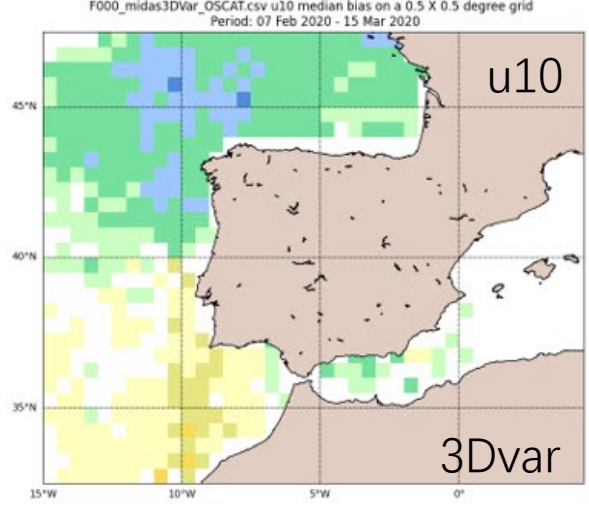 F000_midas3DVar_OSCAT.csv u10 median bias on a 0.5 X 0.5 degree grid
Period: 07 Feb 2020 - 15 Mar 2020
u10
45°N
40°N
35°N
3Dvar
15°W 10°W 5°W 0°